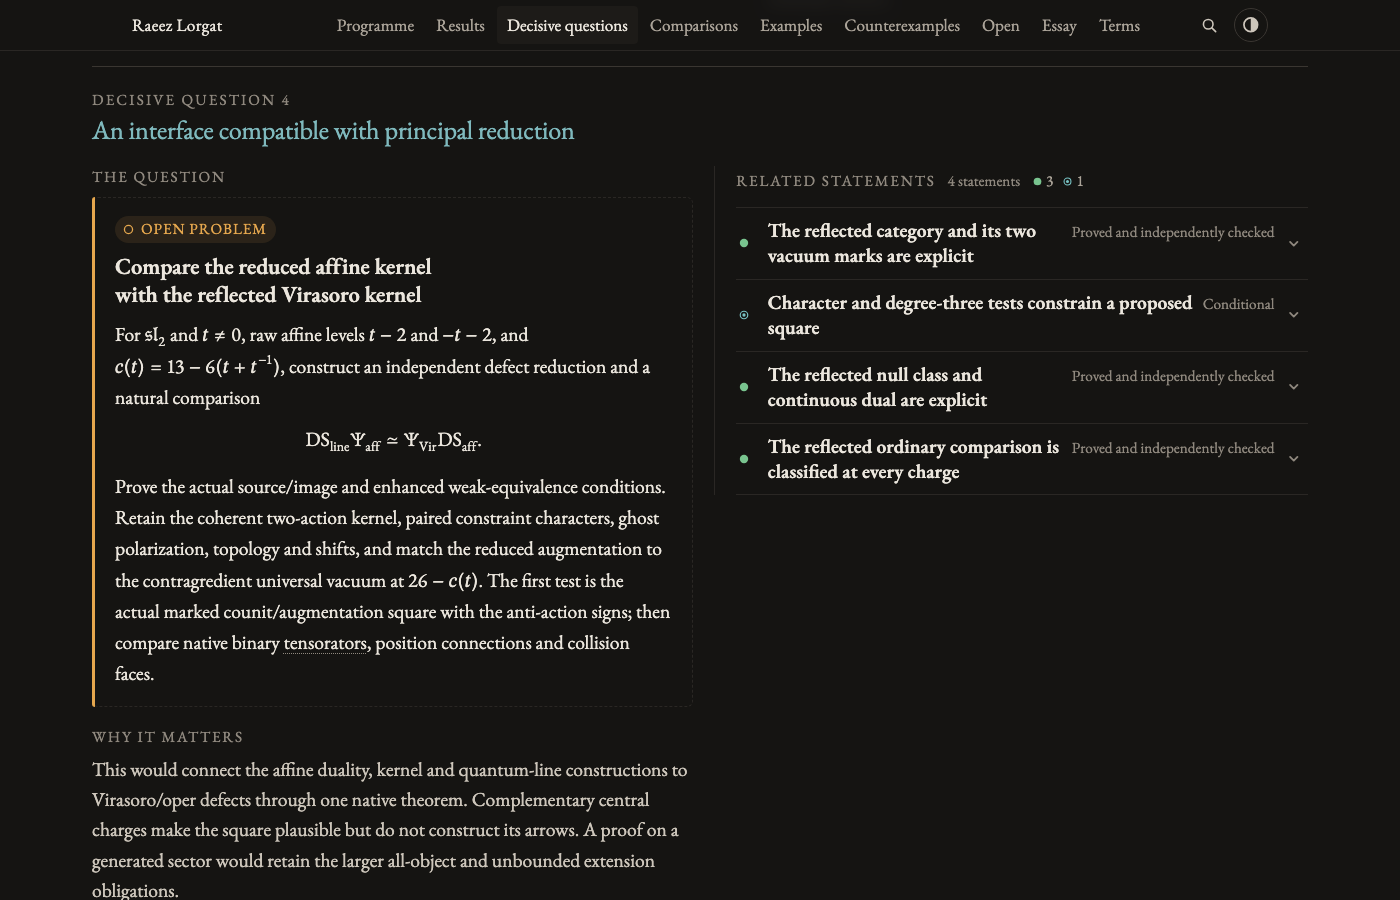 Raeez Lorgat Programme Results Decisive questions Comparisons Examples Counterexamples Open Essay Terms
DECISIVE QUESTION 4
An interface compatible with principal reduction
THE QUESTION
OPEN PROBLEM
Compare the reduced affine kernel
with the reflected Virasoro kernel
For 𝔰𝔩₂ and t ≠ 0, raw affine levels t − 2 and −t − 2, and
c(t) = 13 − 6(t + t⁻¹), construct an independent defect reduction and a
natural comparison
DS_line Ψ_aff ≃ Ψ_Vir DS_aff.
Prove the actual source/image and enhanced weak-equivalence conditions.
Retain the coherent two-action kernel, paired constraint characters, ghost
polarization, topology and shifts, and match the reduced augmentation to
the contragredient universal vacuum at 26 − c(t). The first test is the
actual marked counit/augmentation square with the anti-action signs; then
compare native binary tensorators, position connections and collision
faces.
WHY IT MATTERS
This would connect the affine duality, kernel and quantum-line constructions to
Virasoro/oper defects through one native theorem. Complementary central
charges make the square plausible but do not construct its arrows. A proof on a
generated sector would retain the larger all-object and unbounded extension
obligations.
RELATED STATEMENTS 4 statements 3 1
The reflected category and its two Proved and independently checked
vacuum marks are explicit
Character and degree-three tests constrain a proposed Conditional
square
The reflected null class and Proved and independently checked
continuous dual are explicit
The reflected ordinary comparison is Proved and independently checked
classified at every charge